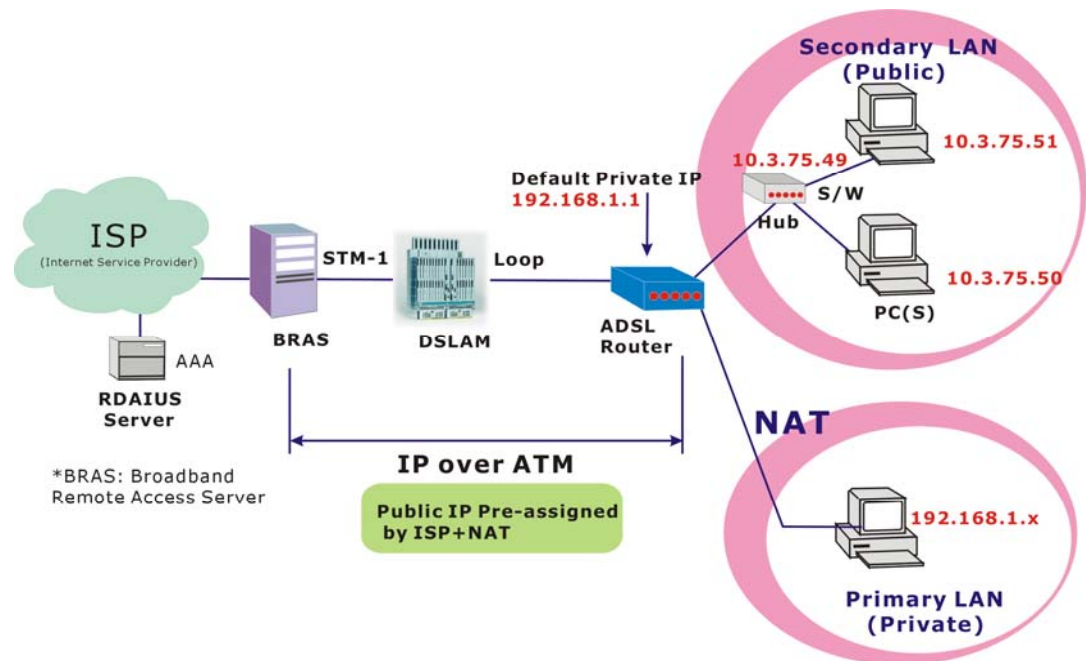 Secondary LAN
(Public)
10.3.75.51
10.3.75.49
S/W
Hub
10.3.75.50
PC(S)
Default Private IP
192.168.1.1
ISP
(Internet Service Provider)
STM-1
Loop
BRAS
DSLAM
ADSL
Router
AAA
RDAIUS
Server
*BRAS: Broadband
Remote Access Server
IP over ATM
Public IP Pre-assigned
by ISP+NAT
NAT
192.168.1.x
Primary LAN
(Private)